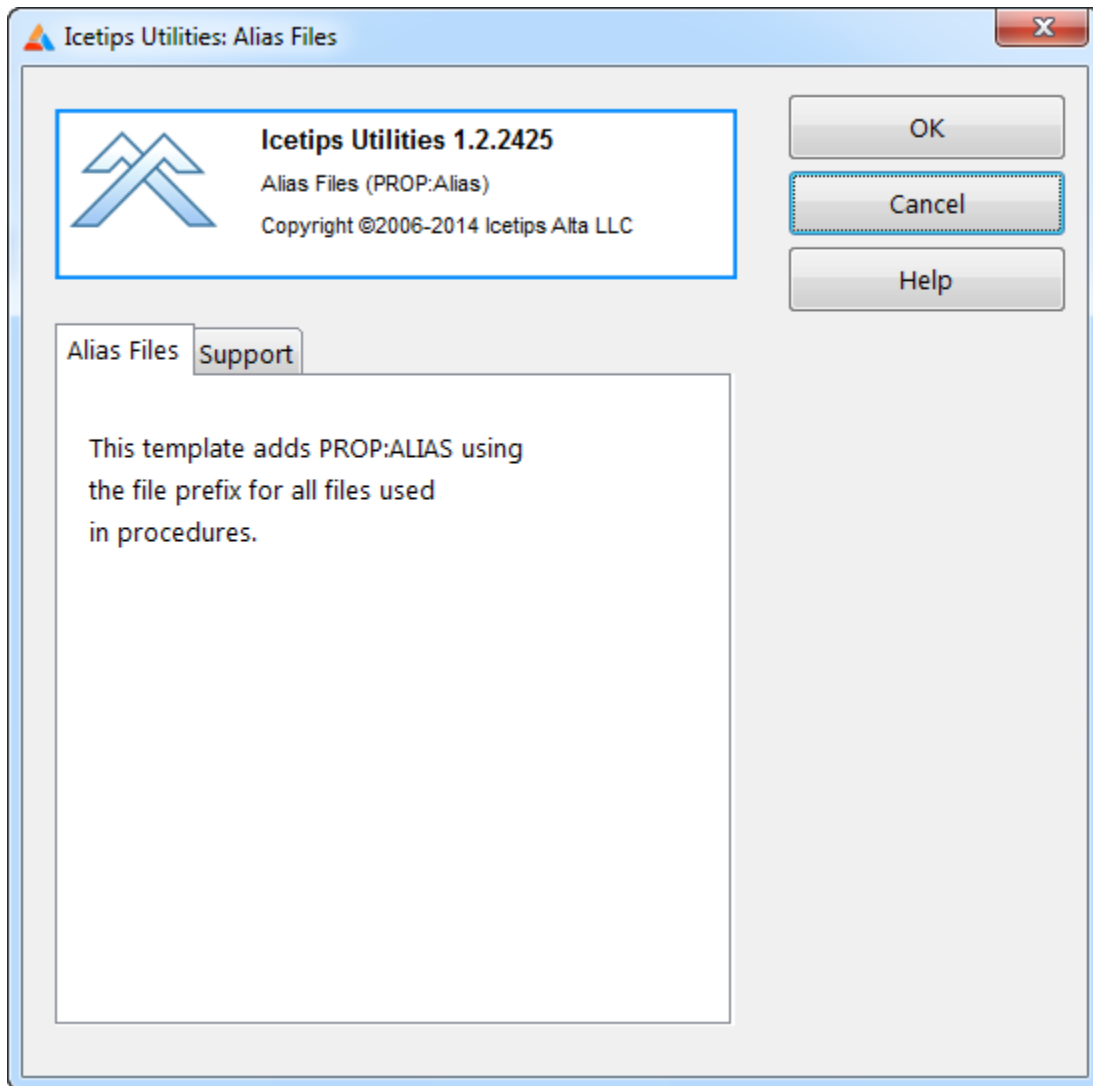 Icetips Utilities: Alias Files
Icetips Utilities 1.2.2425
Alias Files (PROP:Alias)
Copyright ©2006-2014 Icetips Alta LLC
OK
Cancel
Help
Alias Files
Support
This template adds PROP:ALIAS using
the file prefix for all files used
in procedures.